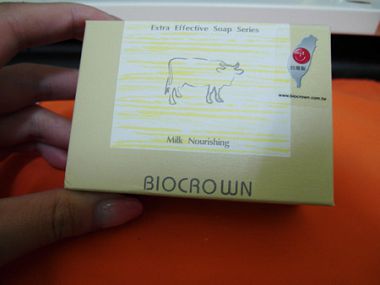 Extra Effective Soap Series
www.biocrown.com.tw
Milk Nourishing
BIOCROWN